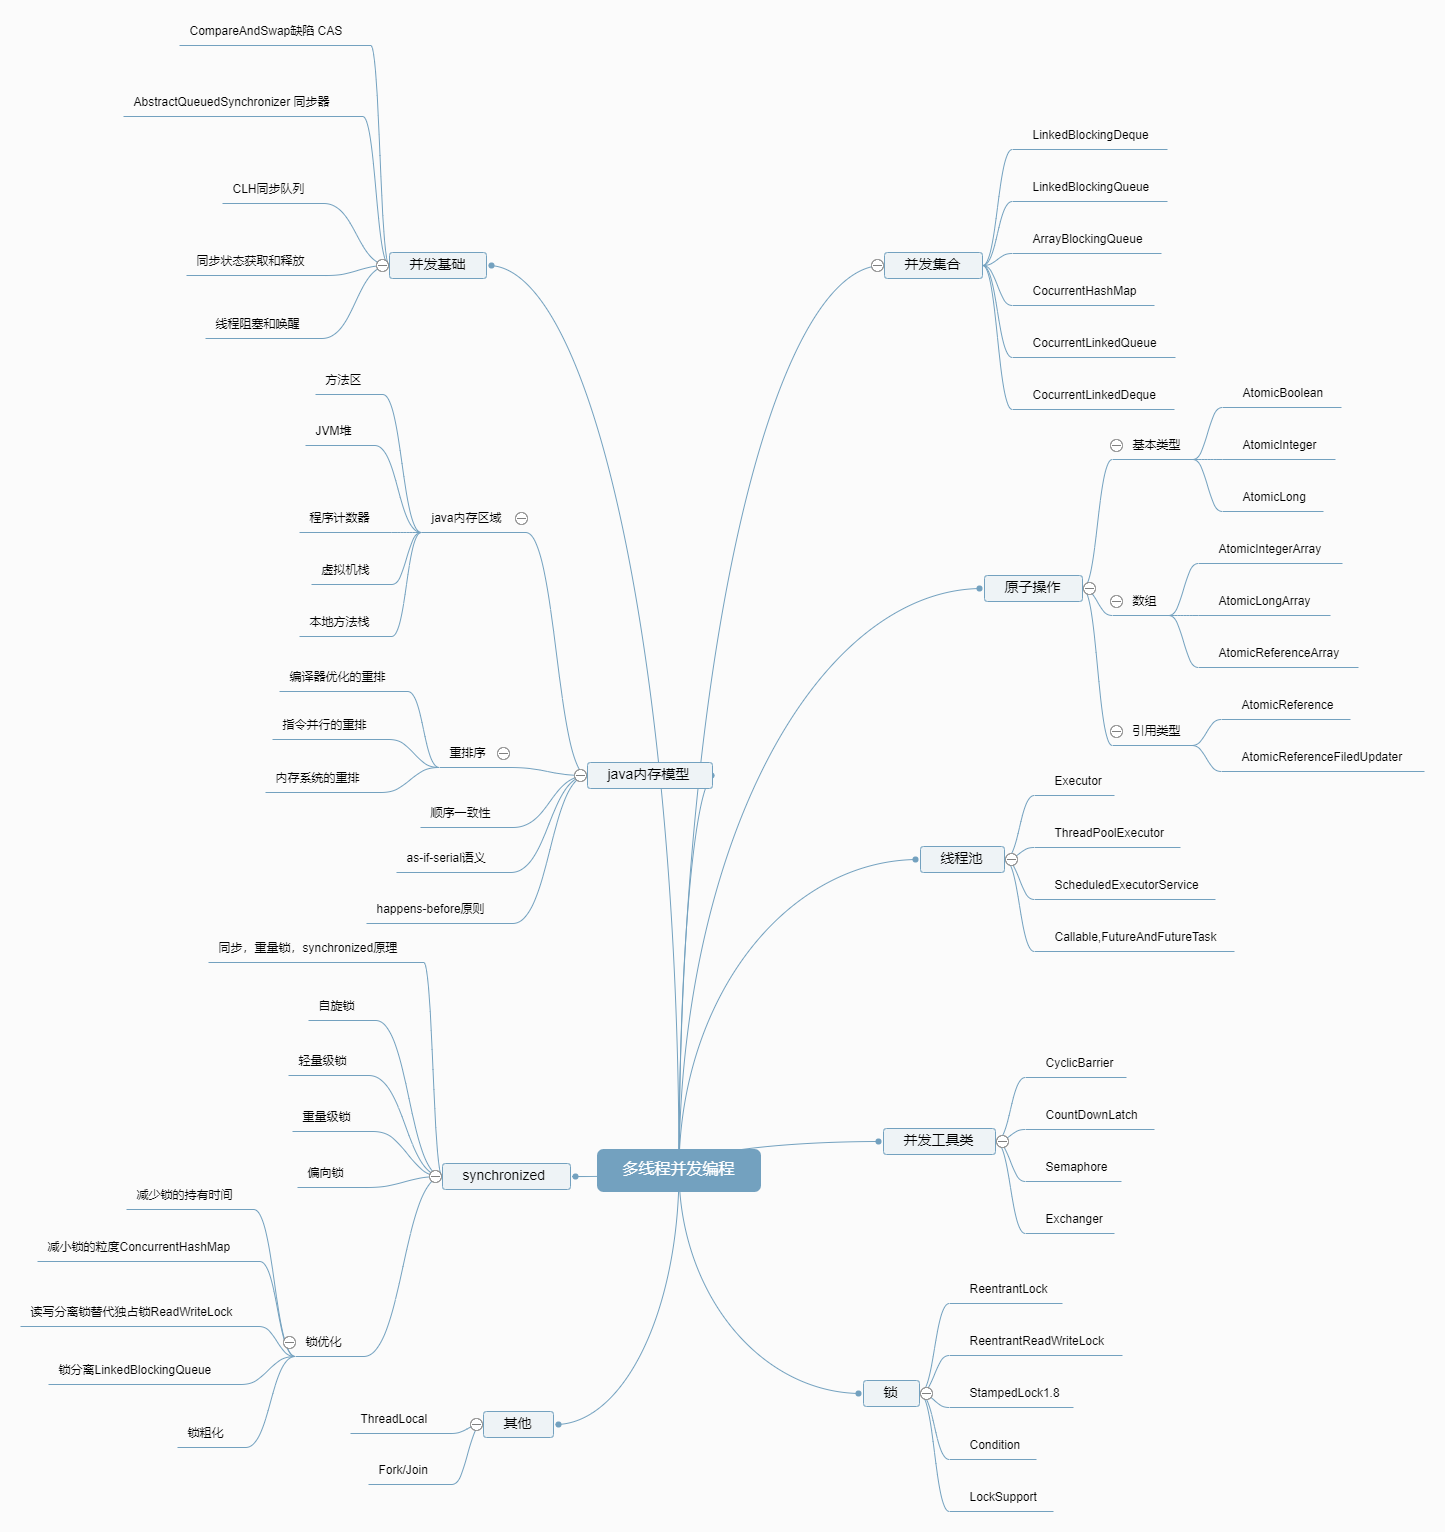 多线程并发编程
并发基础
CompareAndSwap缺陷 CAS
AbstractQueuedSynchronizer 同步器
CLH同步队列
同步状态获取和释放
线程阻塞和唤醒
java内存模型
java内存区域
方法区
JVM堆
程序计数器
虚拟机栈
本地方法栈
重排序
编译器优化的重排
指令并行的重排
内存系统的重排
顺序一致性
as-if-serial语义
happens-before原则
synchronized
同步，重量锁，synchronized原理
自旋锁
轻量级锁
重量级锁
偏向锁
锁优化
减少锁的持有时间
减小锁的粒度ConcurrentHashMap
读写分离锁替代独占锁ReadWriteLock
锁分离LinkedBlockingQueue
锁粗化
其他
ThreadLocal
Fork/Join
并发集合
LinkedBlockingDeque
LinkedBlockingQueue
ArrayBlockingQueue
CocurrentHashMap
CocurrentLinkedQueue
CocurrentLinkedDeque
原子操作
基本类型
AtomicBoolean
AtomicInteger
AtomicLong
数组
AtomicIntegerArray
AtomicLongArray
AtomicReferenceArray
引用类型
AtomicReference
AtomicReferenceFiledUpdater
线程池
Executor
ThreadPoolExecutor
ScheduledExecutorService
Callable,FutureAndFutureTask
并发工具类
CyclicBarrier
CountDownLatch
Semaphore
Exchanger
锁
ReentrantLock
ReentrantReadWriteLock
StampedLock1.8
Condition
LockSupport